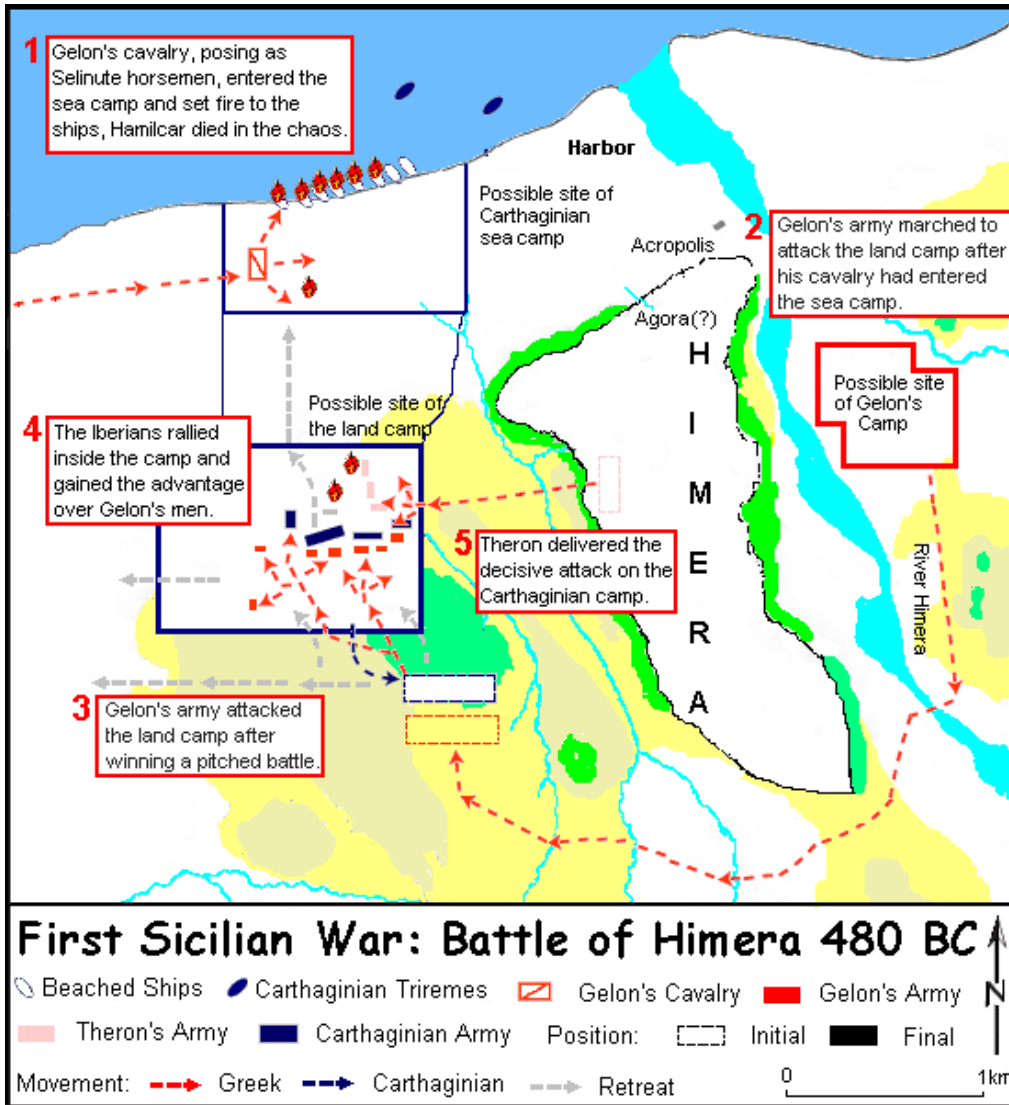 1
Gelon's cavalry, posing as
Selinute horsemen, entered the
sea camp and set fire to the
ships, Hamilcar died in the chaos.
Harbor
Possible site of
Carthaginian
sea camp
2
Gelon's army marched to
attack the land camp after
his cavalry had entered
the sea camp.
Acropolis
Agora(?)
H
I
M
E
R
A
Possible site
of Gelon's
Camp
Possible site of
the land camp
4
The Iberians rallied
inside the camp and
gained the advantage
over Gelon's men.
5
Theron delivered the
decisive attack on the
Carthaginian camp.
River Himera
3
Gelon's army attacked
the land camp after
winning a pitched battle.
First Sicilian War: Battle of Himera 480 BC
N
Beached Ships
Carthaginian Triremes
Gelon's Cavalry
Gelon's Army
Theron's Army
Carthaginian Army
Position:
Initial
Final
Movement:
Greek
Carthaginian
Retreat
0
1km